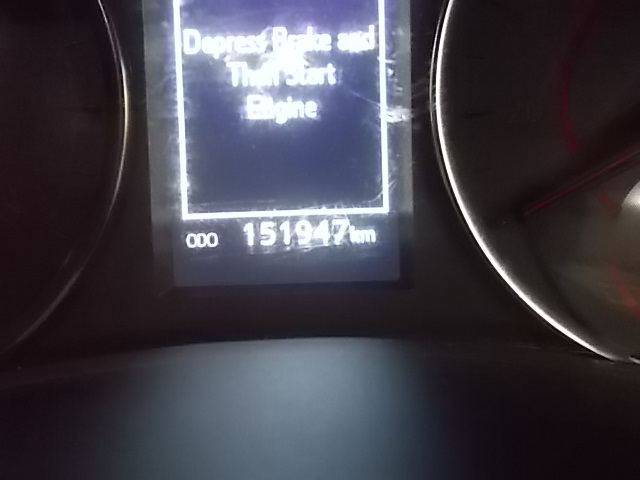 Depress Brake and
Then Start
Engine
ODO 151947km